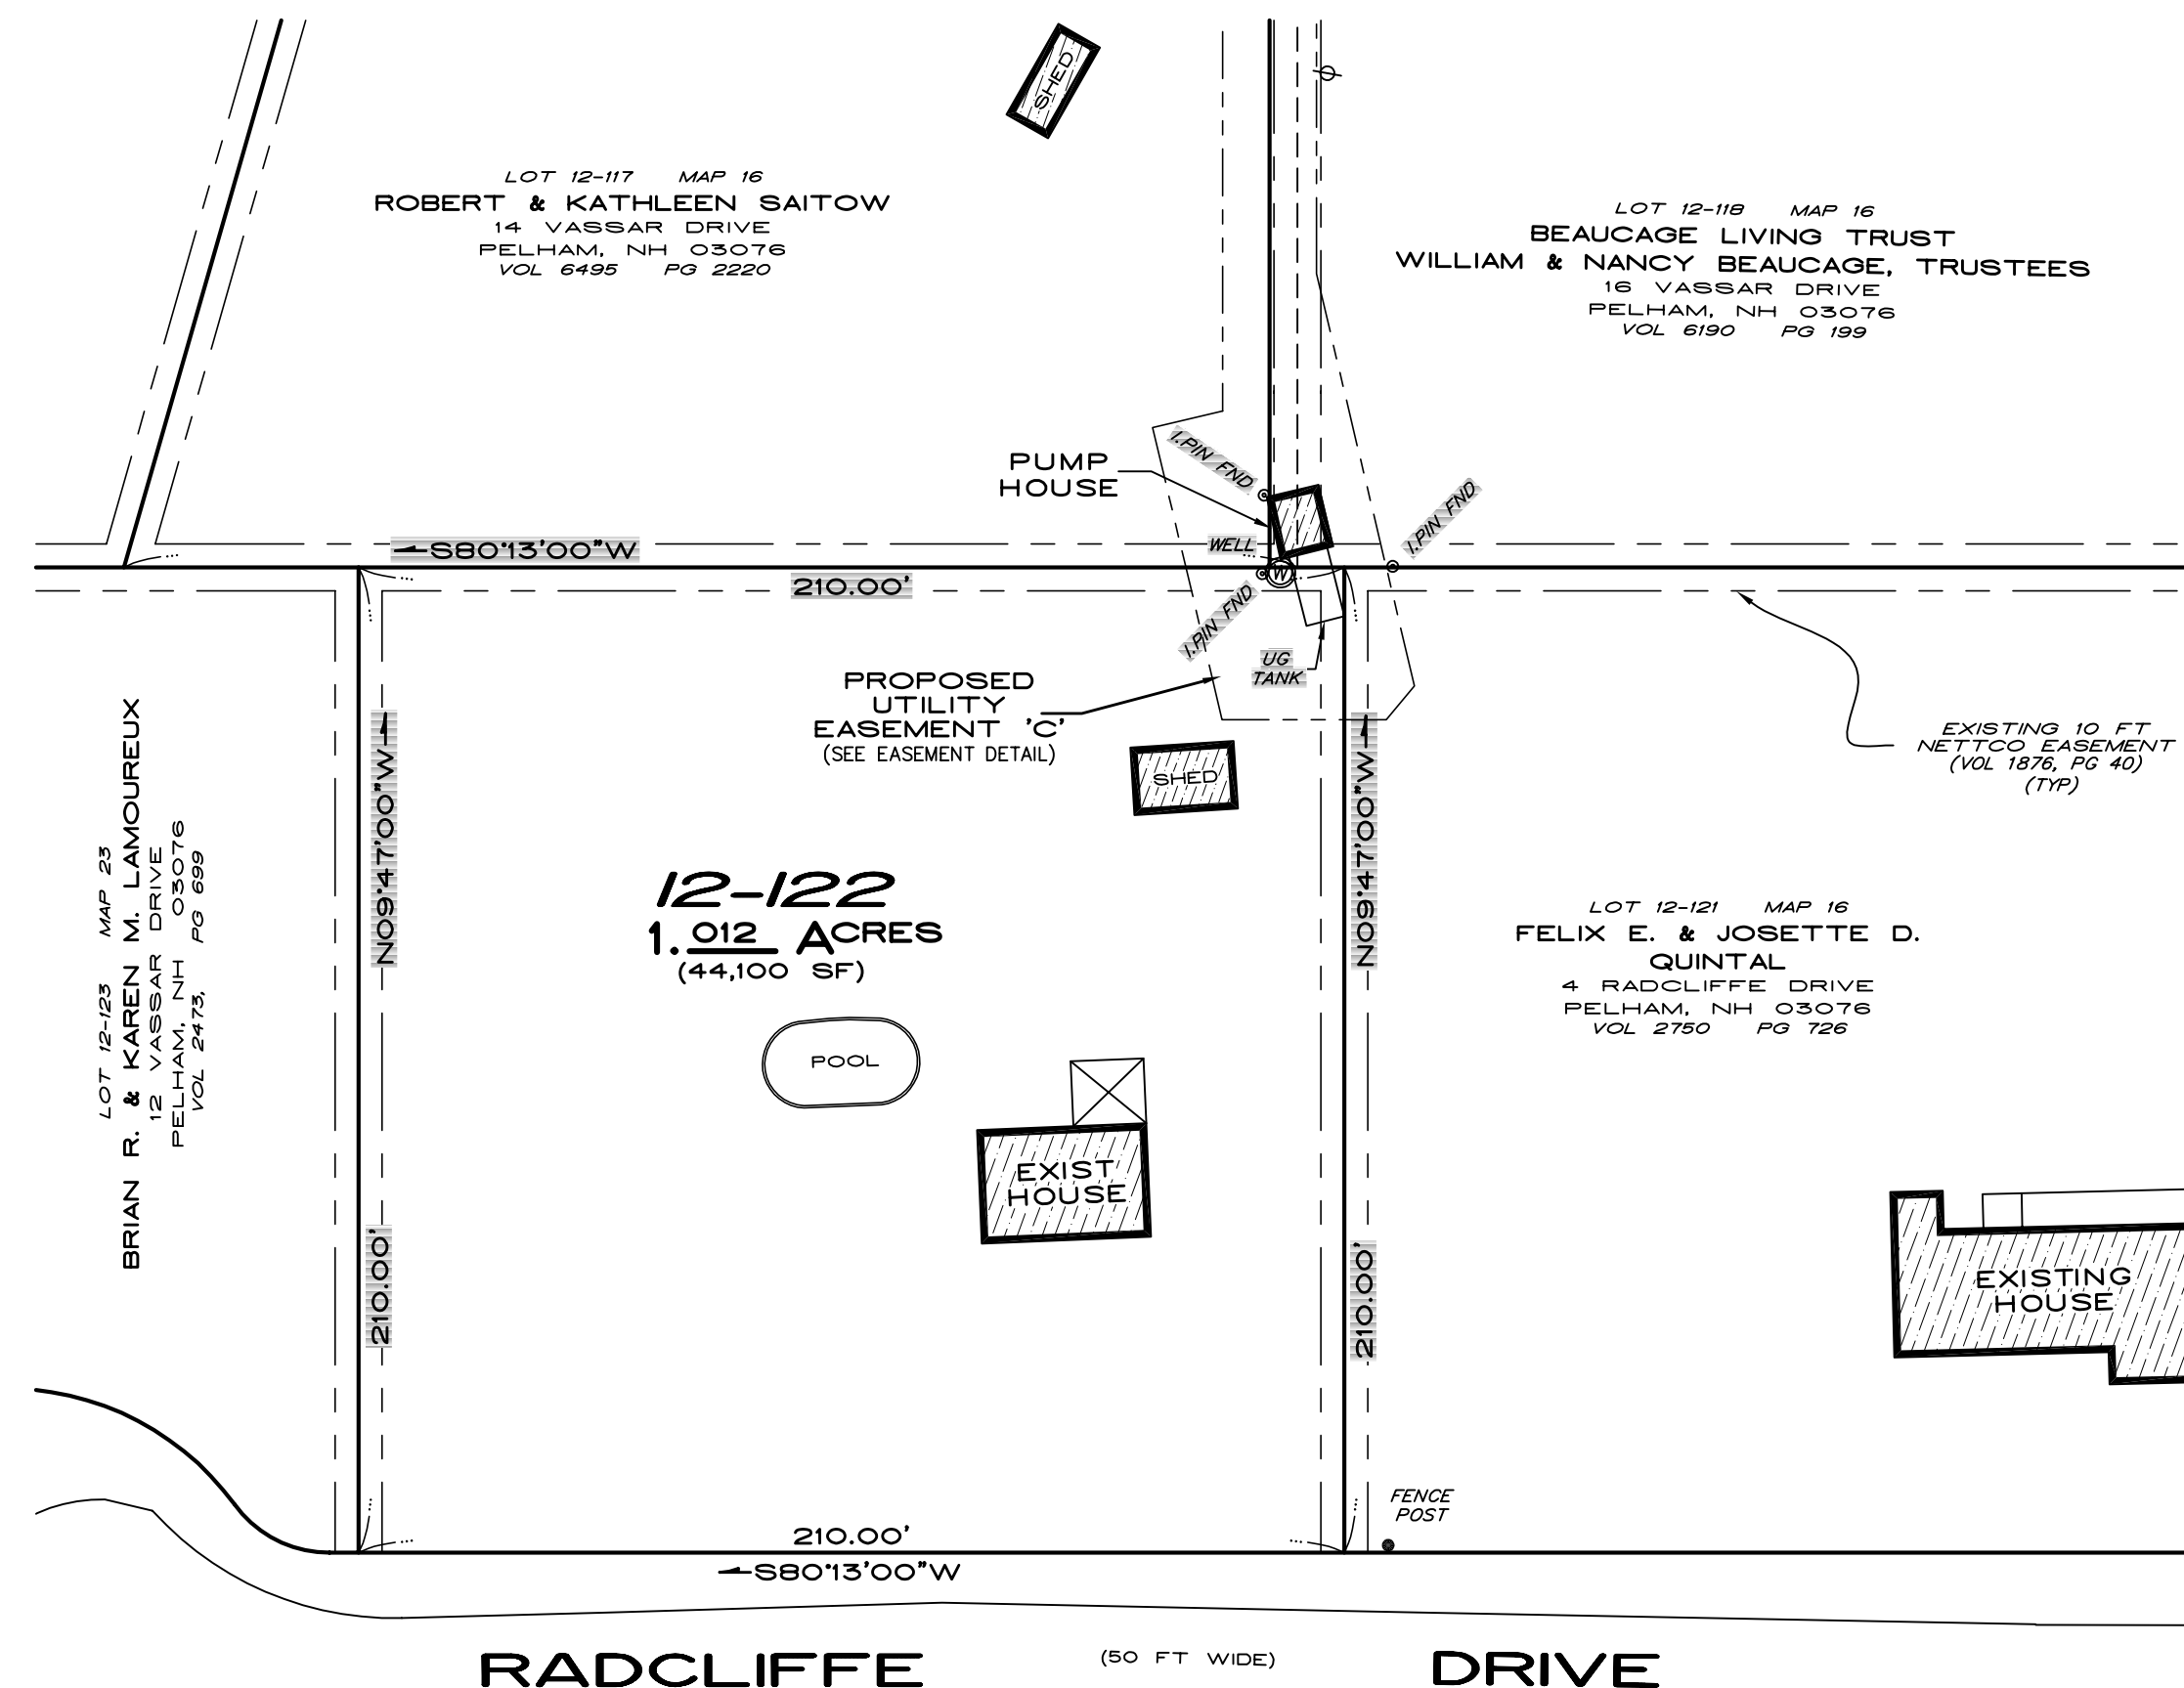 SHED
LOT 12-117 MAP 16
ROBERT & KATHLEEN SAITOW
14 VASSAR DRIVE
PELHAM, NH 03076
VOL 6495 PG 2220
LOT 12-118 MAP 16
BEAUCAGE LIVING TRUST
WILLIAM & NANCY BEAUCAGE, TRUSTEES
16 VASSAR DRIVE
PELHAM, NH 03076
VOL 6190 PG 199
PUMP
HOUSE
I.PIN FND
I.PIN FND
WELL
W
S80°13'00"W
210.00'
I.PIN FND
UG
TANK
PROPOSED
UTILITY
EASEMENT 'C'
(SEE EASEMENT DETAIL)
EXISTING 10 FT
NETTCO EASEMENT
(VOL 1876, PG 40)
(TYP)
LOT 12-123 MAP 23
BRIAN R. & KAREN M. LAMOUREUX
12 VASSAR DRIVE
PELHAM, NH 03076
VOL 2473, PG 699
N09°47'00"W
210.00'
SHED
N09°47'00"W
210.00'
12-122
1.012 ACRES
(44,100 SF)
POOL
EXIST
HOUSE
LOT 12-121 MAP 16
FELIX E. & JOSETTE D.
QUINTAL
4 RADCLIFFE DRIVE
PELHAM, NH 03076
VOL 2750 PG 726
EXISTING
HOUSE
FENCE
POST
210.00'
S80°13'00"W
RADCLIFFE (50 FT WIDE) DRIVE